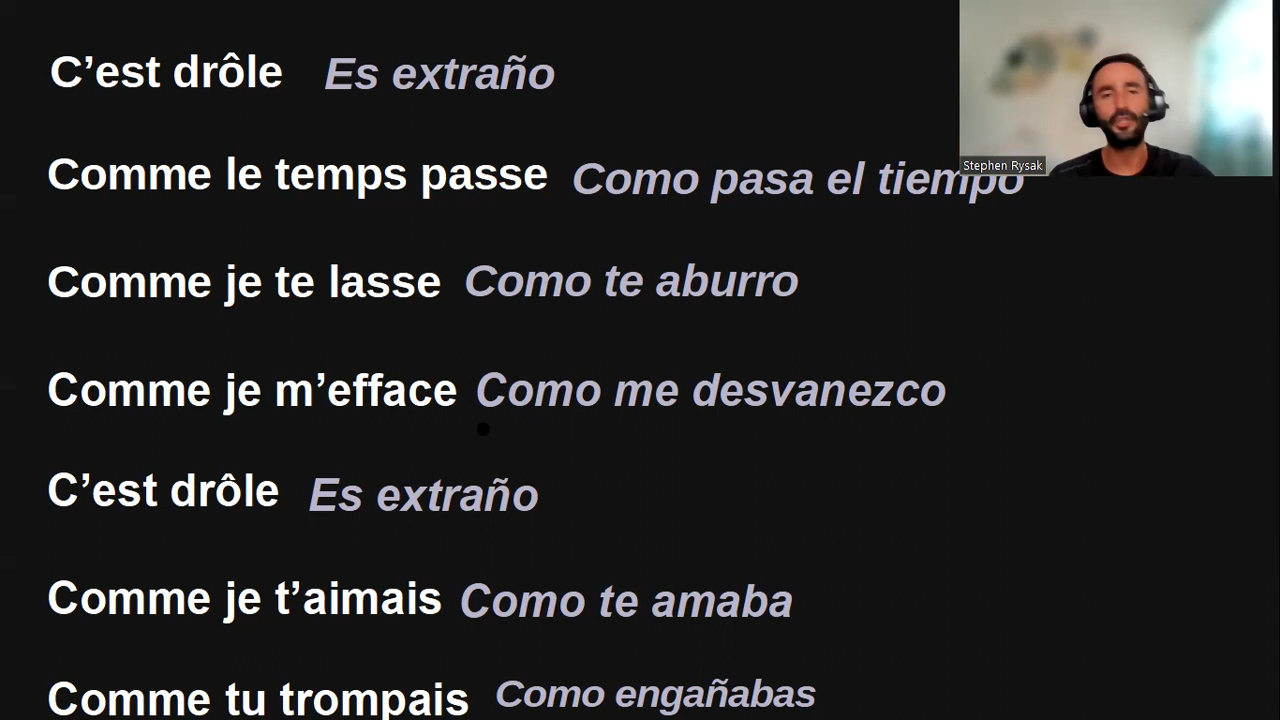 C’est drôle Es extraño
Comme le temps passe Como pasa el tiempo
Stephen Rysak
Comme je te lasse Como te aburro
Comme je m’efface Como me desvanezco
C’est drôle Es extraño
Comme je t’aimais Como te amaba
Comme tu trompais Como engañabas